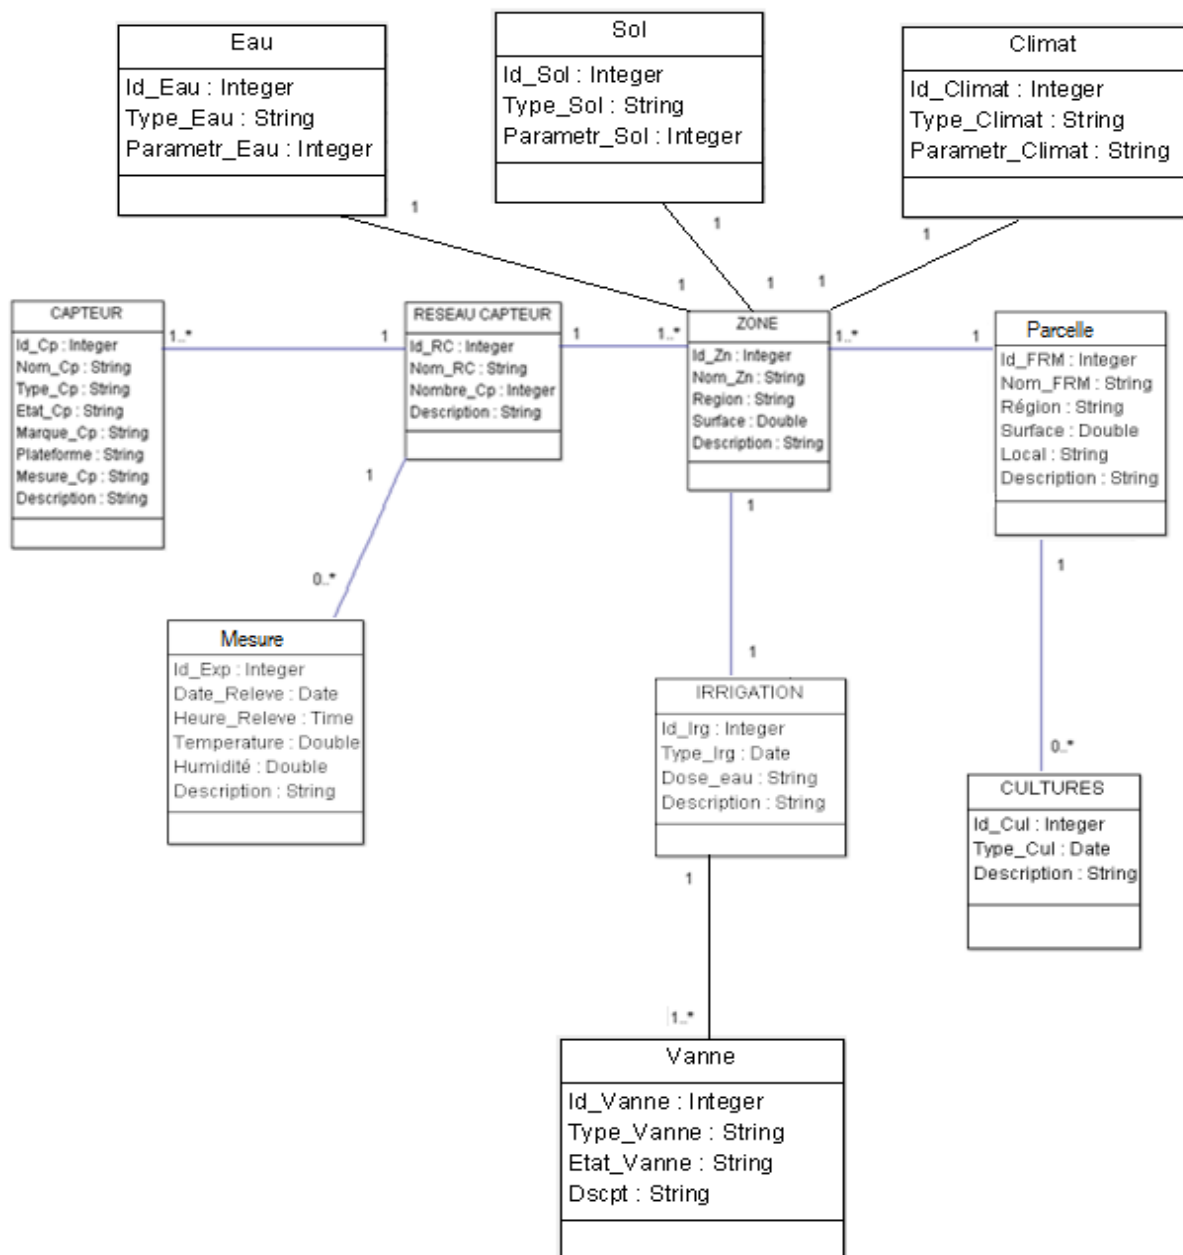 Eau
Id_Eau : Integer
Type_Eau : String
Parametr_Eau : Integer
Sol
Id_Sol : Integer
Type_Sol : String
Parametr_Sol : Integer
Climat
Id_Climat : Integer
Type_Climat : String
Parametr_Climat : String
1
1
1
1
1
1
CAPTEUR
Id_Cp : Integer
Nom_Cp : String
Type_Cp : String
Etat_Cp : String
Marque_Cp : String
Plateforme : String
Mesure_Cp : String
Description : String
1..*
1
RESEAU CAPTEUR
Id_RC : Integer
Nom_RC : String
Nombre_Cp : Integer
Description : String
1
1..*
ZONE
Id_Zn : Integer
Nom_Zn : String
Region : String
Surface : Double
Description : String
1..*
1
Parcelle
Id_FRM : Integer
Nom_FRM : String
Région : String
Surface : Double
Local : String
Description : String
1
0..*
1
1
1
0..*
Mesure
Id_Exp : Integer
Date_Releve : Date
Heure_Releve : Time
Temperature : Double
Humidité : Double
Description : String
IRRIGATION
Id_Irg : Integer
Type_Irg : Date
Dose_eau : String
Description : String
CULTURES
Id_Cul : Integer
Type_Cul : Date
Description : String
1
1..*
Vanne
Id_Vanne : Integer
Type_Vanne : String
Etat_Vanne : String
Dscpt : String